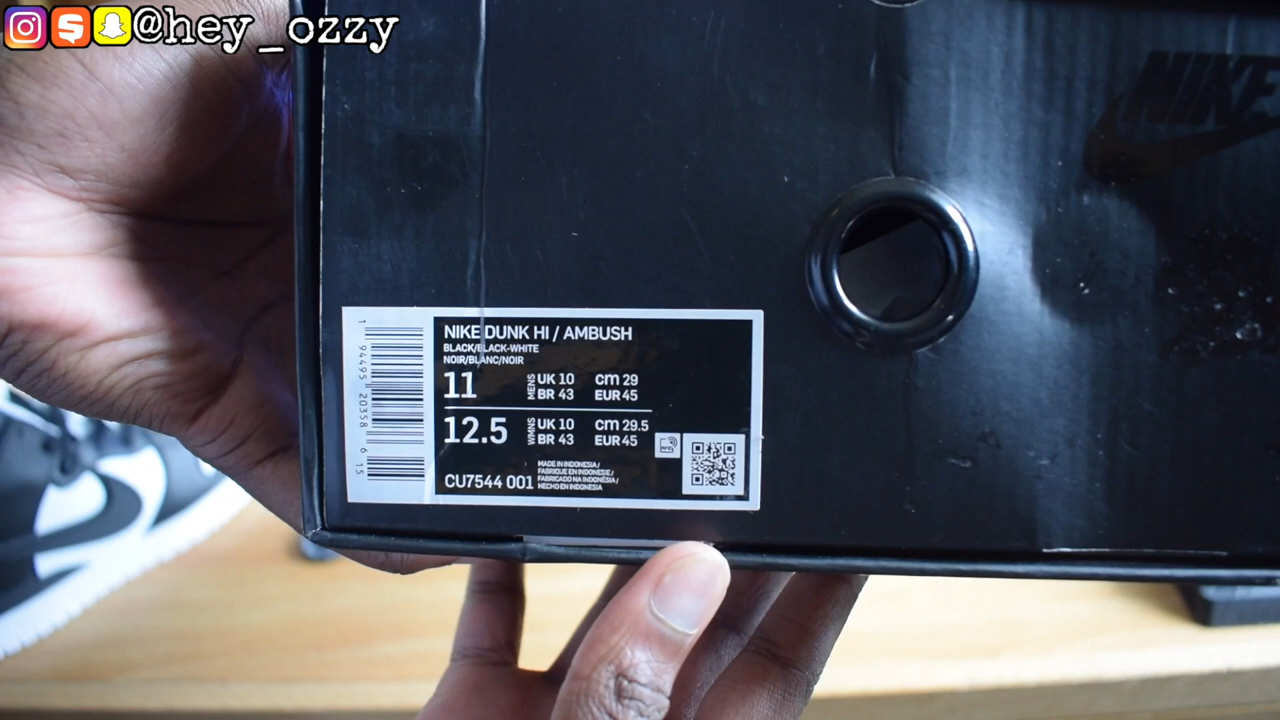 @hey_ozzy
NIKE
NIKE DUNK HI / AMBUSH
BLACK/BLACK-WHITE
NOIR/BLANC/NOIR
11 MENS UK 10 cm 29
BR 43 EUR 45
12.5 WMNS UK 10 cm 29.5
BR 43 EUR 45
CU7544 001
MADE IN INDONESIA /
FABRIQUE EN INDONESIE /
FABRICADO NA INDONÉSIA /
HECHO EN INDONESIA
1 94495 20358 6 15